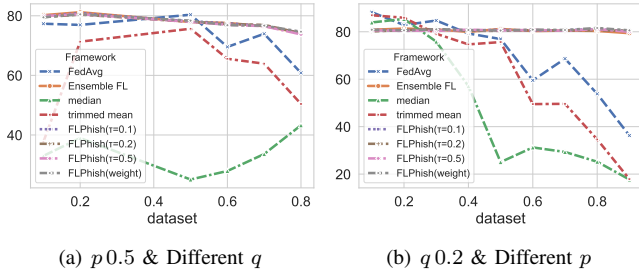 80
60
40
Framework
FedAvg
Ensemble FL
median
trimmed mean
FLPhish(τ=0.1)
FLPhish(τ=0.2)
FLPhish(τ=0.5)
FLPhish(weight)
0.2 0.4 0.6 0.8
dataset
(a) p 0.5 & Different q
80
60
40
20
Framework
FedAvg
Ensemble FL
median
trimmed mean
FLPhish(τ=0.1)
FLPhish(τ=0.2)
FLPhish(τ=0.5)
FLPhish(weight)
0.2 0.4 0.6 0.8
dataset
(b) q 0.2 & Different p